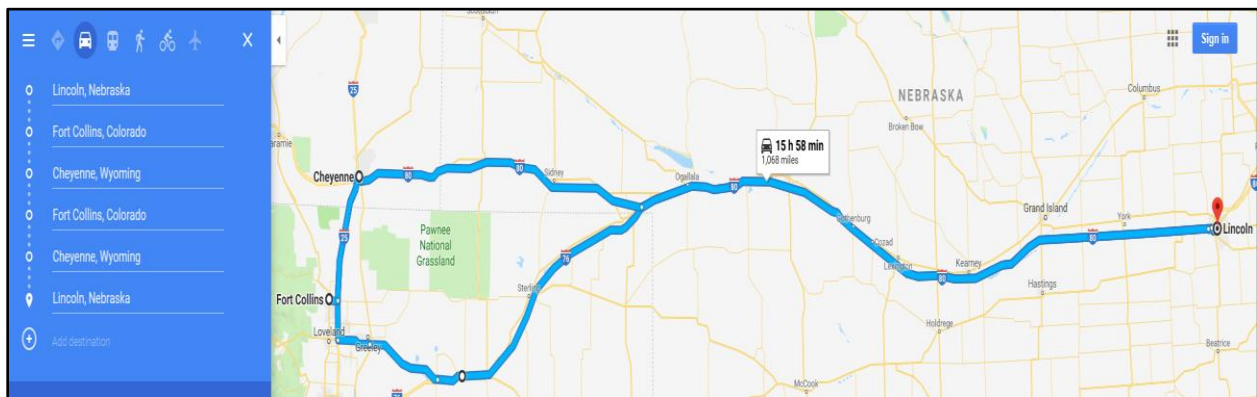 Lincoln, Nebraska
Fort Collins, Colorado
Cheyenne, Wyoming
Fort Collins, Colorado
Cheyenne, Wyoming
Lincoln, Nebraska
Add destination
X
Sign in
25
NEBRASKA
Columbus
Broken Bow
15 h 58 min
1,068 miles
aramie
Cheyenne
80
80
Sidney
Ogallala
80
Grand Island
York
Lincoln
25
Pawnee
National
Grassland
76
Gothenburg
Cozad
Lexington
80
Kearney
80
Hastings
Sterling
Fort Collins
Loveland
Greeley
Holdrege
Beatrice
McCook
76